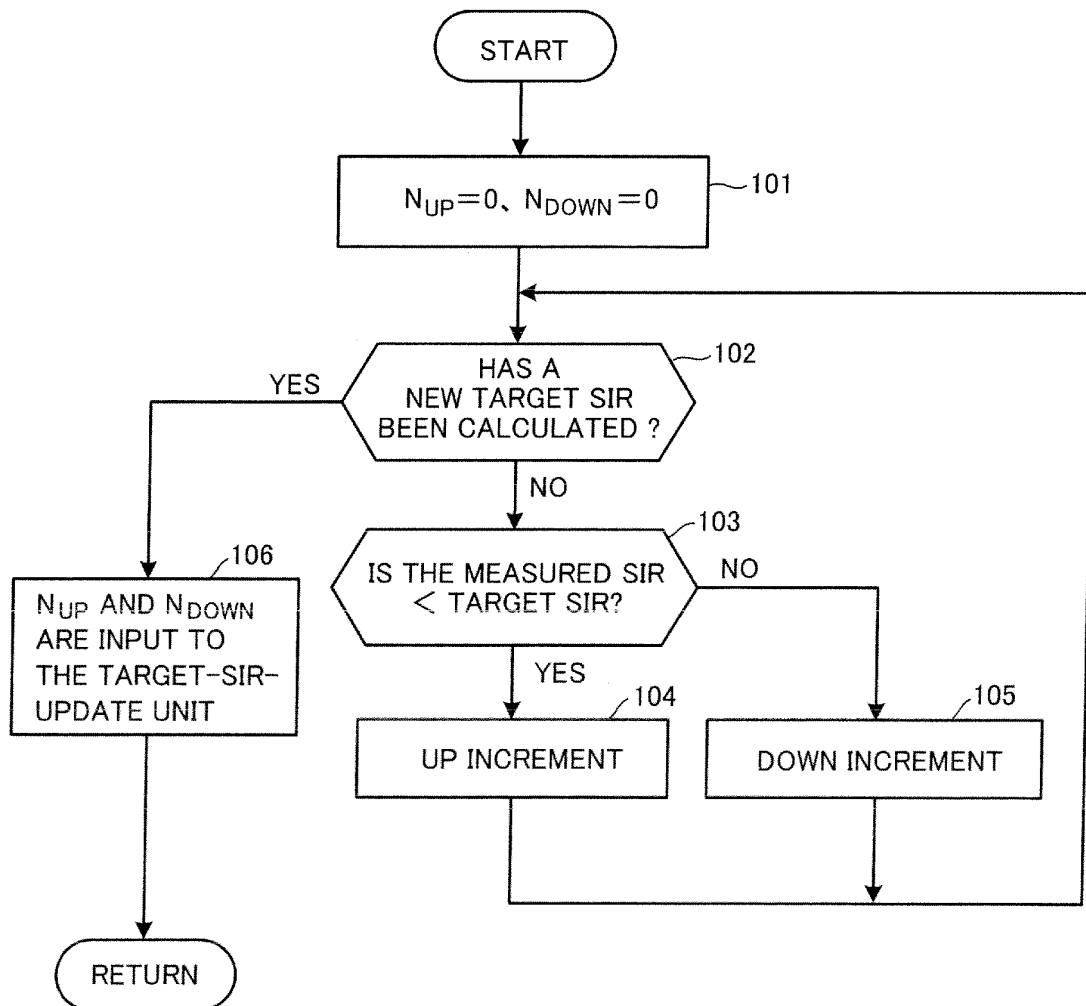 START
N_UP=0、N_DOWN=0
101
HAS A
NEW TARGET SIR
BEEN CALCULATED ?
102
YES
NO
IS THE MEASURED SIR
< TARGET SIR?
103
NO
YES
106
N_UP AND N_DOWN
ARE INPUT TO
THE TARGET-SIR-
UPDATE UNIT
104
UP INCREMENT
105
DOWN INCREMENT
RETURN